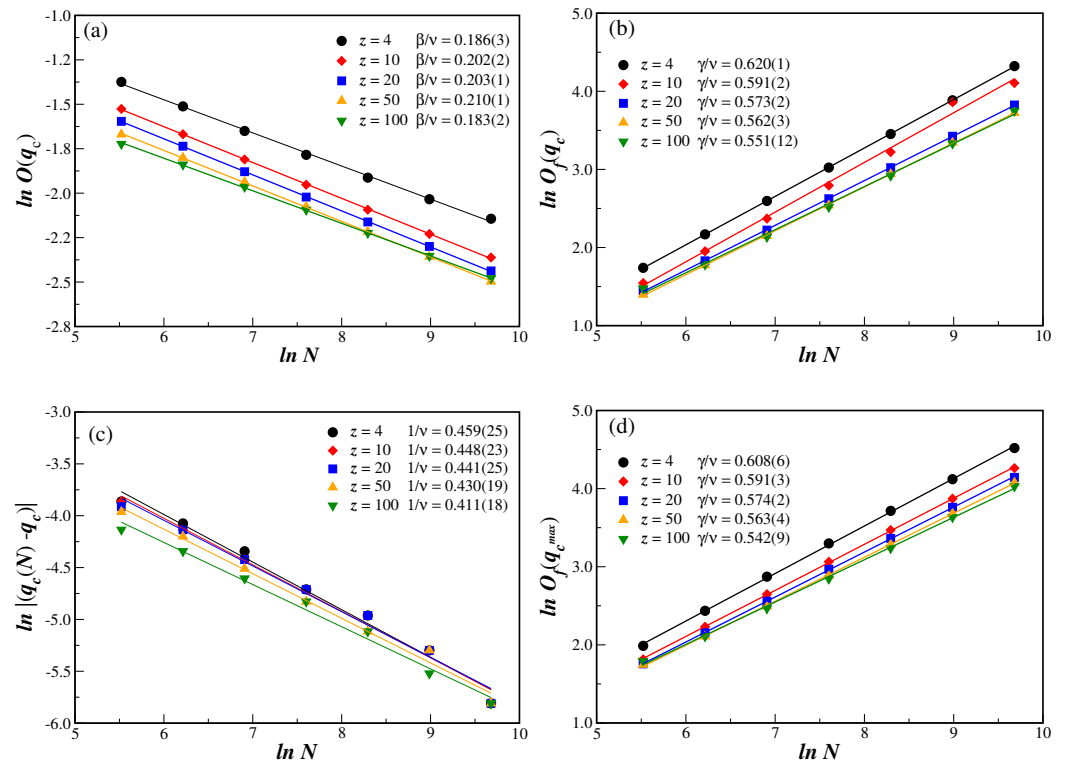 (a)
z = 4 β/ν = 0.186(3)
z = 10 β/ν = 0.202(2)
z = 20 β/ν = 0.203(1)
z = 50 β/ν = 0.210(1)
z = 100 β/ν = 0.183(2)
-1.0
-1.2
-1.5
-1.8
-2.0
-2.2
-2.5
-2.8
ln O(q_c)
5 6 7 8 9 10
ln N
(b)
z = 4 γ/ν = 0.620(1)
z = 10 γ/ν = 0.591(2)
z = 20 γ/ν = 0.573(2)
z = 50 γ/ν = 0.562(3)
z = 100 γ/ν = 0.551(12)
5.0
4.0
3.0
2.0
1.0
ln O_f(q_c)
5 6 7 8 9 10
ln N
(c)
z = 4 1/ν = 0.459(25)
z = 10 1/ν = 0.448(23)
z = 20 1/ν = 0.441(25)
z = 50 1/ν = 0.430(19)
z = 100 1/ν = 0.411(18)
-3.0
-3.5
-4.0
-4.5
-5.0
-5.5
-6.0
ln |(q_c(N) -q_c)|
5 6 7 8 9 10
ln N
(d)
z = 4 γ/ν = 0.608(6)
z = 10 γ/ν = 0.591(3)
z = 20 γ/ν = 0.574(2)
z = 50 γ/ν = 0.563(4)
z = 100 γ/ν = 0.542(9)
5.0
4.0
3.0
2.0
1.0
ln O_f(q_c^max)
5 6 7 8 9 10
ln N